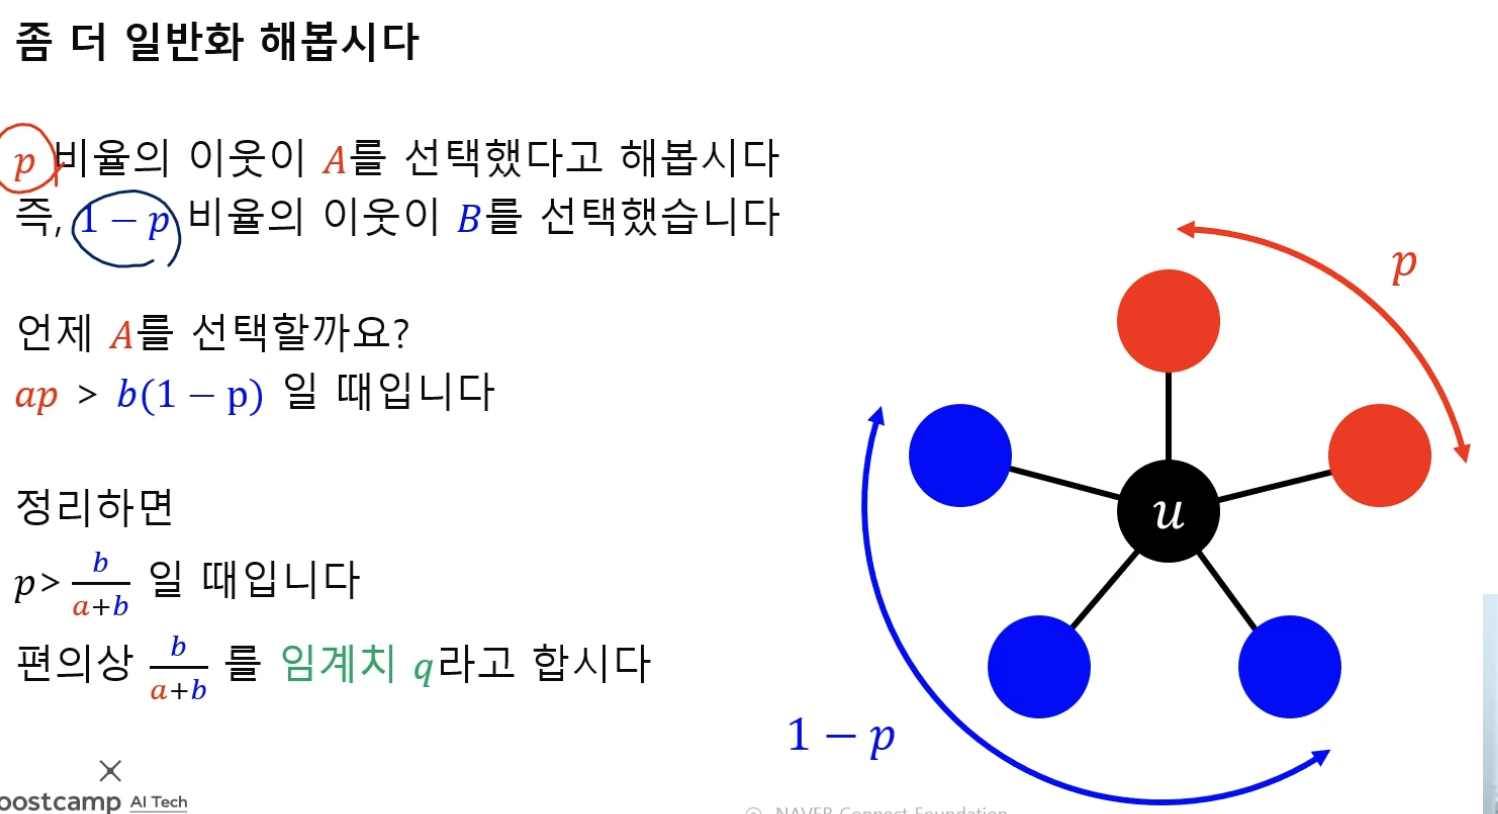 좀 더 일반화 해봅시다
p 비율의 이웃이 A를 선택했다고 해봅시다
즉, 1 − p 비율의 이웃이 B를 선택했습니다
언제 A를 선택할까요?
ap > b(1 − p) 일 때입니다
정리하면
p > b/(a+b) 일 때입니다
편의상 b/(a+b) 를 임계치 q라고 합시다
p
u
1 − p
oostcamp AI Tech
© NAVER Connect Foundation